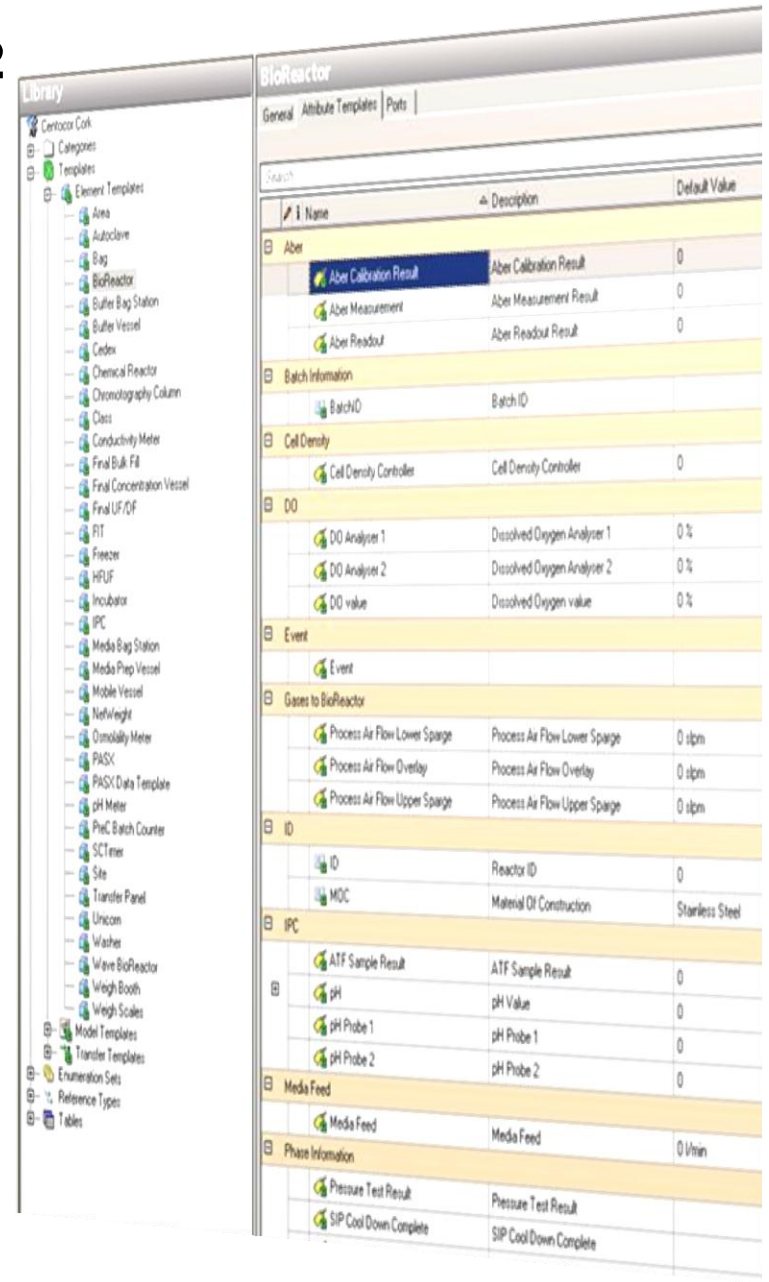 2
Library
Centocor Cork
Categories
Templates
Element Templates
Area
Autoclave
Bag
BioReactor
Buffer Bag Station
Buffer Vessel
Cedex
Chemical Reactor
Chromotography Column
Class
Conductivity Meter
Final Bulk Fill
Final Concentration Vessel
Final UF/DF
FIT
Freezer
HFUF
Incubator
IPC
Media Bag Station
Media Prep Vessel
Mobile Vessel
NetWeight
Osmolality Meter
PASX
PASX Data Template
pH Meter
PreC Batch Counter
SCTimer
Site
Transfer Panel
Unicorn
Washer
Wave BioReactor
Weigh Booth
Weigh Scales
Model Templates
Transfer Templates
Enumeration Sets
Reference Types
Tables
BioReactor
General Attribute Templates Ports
Search
Name Description Default Value
Aber
Aber Calibration Result Aber Calibration Result 0
Aber Measurement Aber Measurement Result 0
Aber Readout Aber Readout Result 0
Batch Information
BatchID Batch ID
Cell Density
Cell Density Controller Cell Density Controller 0
DO
DO Analyser 1 Dissolved Oxygen Analyser 1 0 %
DO Analyser 2 Dissolved Oxygen Analyser 2 0 %
DO value Dissolved Oxygen value 0 %
Event
Event
Gases to BioReactor
Process Air Flow Lower Sparge Process Air Flow Lower Sparge 0 slpm
Process Air Flow Overlay Process Air Flow Overlay 0 slpm
Process Air Flow Upper Sparge Process Air Flow Upper Sparge 0 slpm
ID
ID Reactor ID 0
MOC Material Of Construction Stainless Steel
IPC
ATF Sample Result ATF Sample Result 0
pH pH Value 0
pH Probe 1 pH Probe 1 0
pH Probe 2 pH Probe 2 0
Media Feed
Media Feed Media Feed 0 l/min
Phase Information
Pressure Test Result Pressure Test Result
SIP Cool Down Complete SIP Cool Down Complete